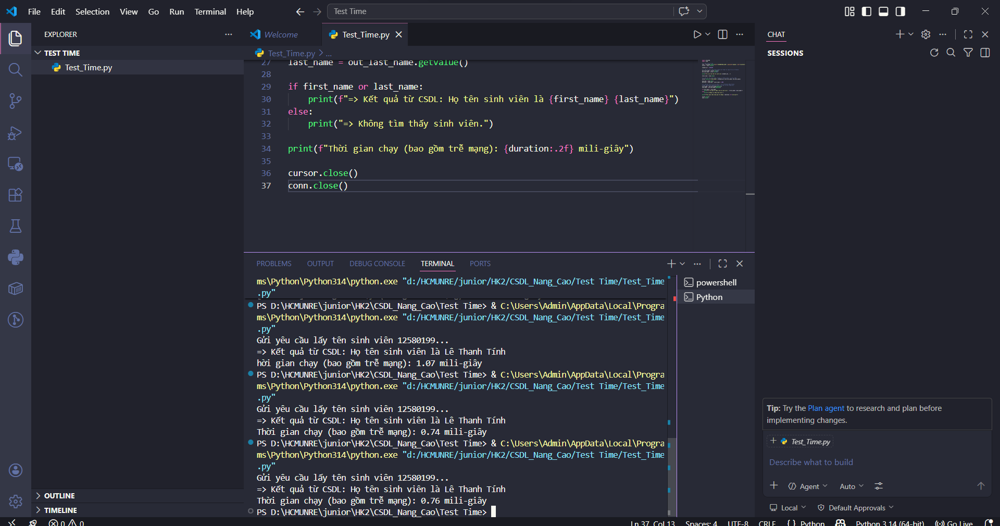 File Edit Selection View Go Run Terminal Help
Test Time
EXPLORER
TEST TIME
Test_Time.py
OUTLINE
TIMELINE
Welcome
Test_Time.py
Test_Time.py > ...
27 last_name = out_last_name.getvalue()
28
29 if first_name or last_name:
30 print(f"=> Kết quả từ CSDL: Họ tên sinh viên là {first_name} {last_name}")
31 else:
32 print("=> Không tìm thấy sinh viên.")
33
34 print(f"Thời gian chạy (bao gồm trễ mạng): {duration:.2f} mili-giây")
35
36 cursor.close()
37 conn.close()
PROBLEMS OUTPUT DEBUG CONSOLE TERMINAL PORTS
ms\Python\Python314\python.exe "d:/HCMUNRE/junior/HK2/CSDL_Nang_Cao/Test Time/Test_Time
.py"
PS D:\HCMUNRE\junior\HK2\CSDL_Nang_Cao\Test Time> & C:\Users\Admin\AppData\Local\Progra
ms\Python\Python314\python.exe "d:/HCMUNRE/junior/HK2/CSDL_Nang_Cao/Test Time/Test_Time
.py"
Gửi yêu cầu lấy tên sinh viên 12580199...
=> Kết quả từ CSDL: Họ tên sinh viên là Lê Thanh Tính
hời gian chạy (bao gồm trễ mạng): 1.07 mili-giây
PS D:\HCMUNRE\junior\HK2\CSDL_Nang_Cao\Test Time> & C:\Users\Admin\AppData\Local\Progra
ms\Python\Python314\python.exe "d:/HCMUNRE/junior/HK2/CSDL_Nang_Cao/Test Time/Test_Time
.py"
Gửi yêu cầu lấy tên sinh viên 12580199...
=> Kết quả từ CSDL: Họ tên sinh viên là Lê Thanh Tính
Thời gian chạy (bao gồm trễ mạng): 0.74 mili-giây
PS D:\HCMUNRE\junior\HK2\CSDL_Nang_Cao\Test Time> & C:\Users\Admin\AppData\Local\Progra
ms\Python\Python314\python.exe "d:/HCMUNRE/junior/HK2/CSDL_Nang_Cao/Test Time/Test_Time
.py"
Gửi yêu cầu lấy tên sinh viên 12580199...
=> Kết quả từ CSDL: Họ tên sinh viên là Lê Thanh Tính
Thời gian chạy (bao gồm trễ mạng): 0.76 mili-giây
PS D:\HCMUNRE\junior\HK2\CSDL_Nang_Cao\Test Time>
powershell
Python
CHAT
SESSIONS
Tip: Try the Plan agent to research and plan before
implementing changes.
Test_Time.py
Describe what to build
Agent Auto
Local Default Approvals
0 0 Ln 37, Col 13 Spaces: 4 UTF-8 CRLF { } Python Python 3.14 (64-bit) Go Live